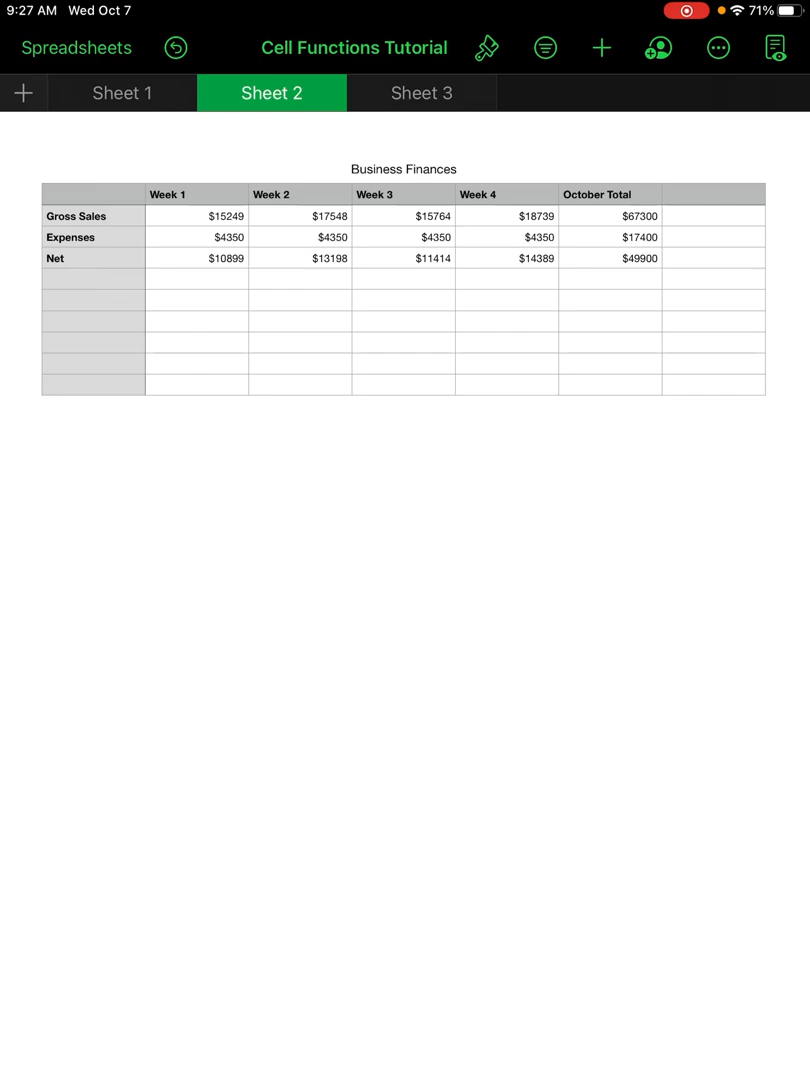 9:27 AM Wed Oct 7 71%
Spreadsheets Cell Functions Tutorial
Sheet 1 Sheet 2 Sheet 3
Business Finances
Week 1 Week 2 Week 3 Week 4 October Total
Gross Sales $15249 $17548 $15764 $18739 $67300
Expenses $4350 $4350 $4350 $4350 $17400
Net $10899 $13198 $11414 $14389 $49900